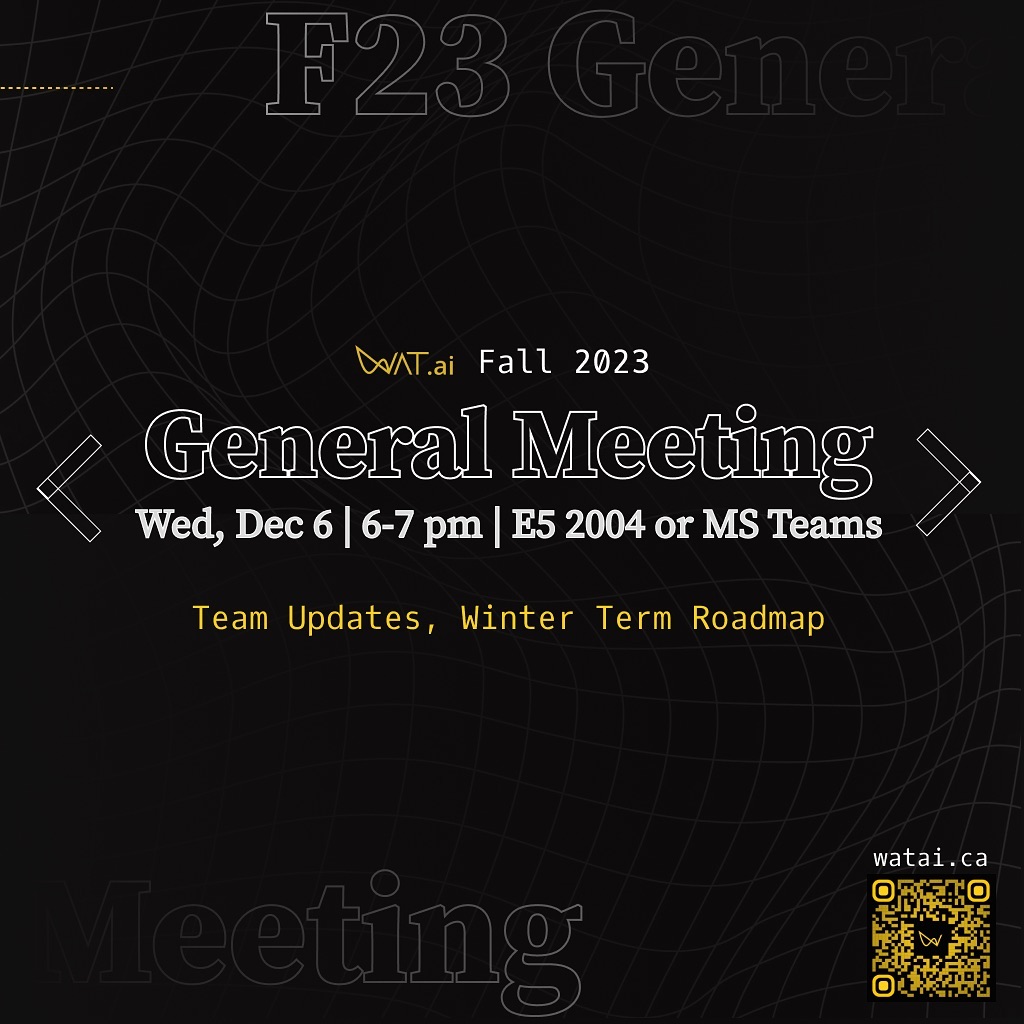 F23 Genera
WAT.ai Fall 2023
General Meeting
Wed, Dec 6 | 6-7 pm | E5 2004 or MS Teams
Team Updates, Winter Term Roadmap
watai.ca
Meeting